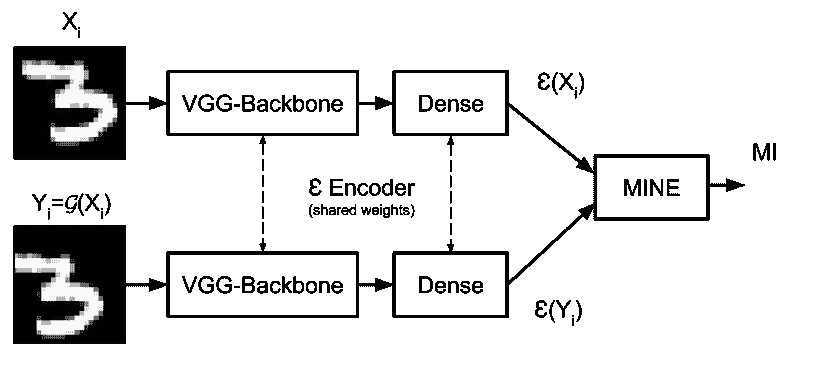 Xi
VGG-Backbone
Dense
ε(Xi)
MI
ε Encoder
(shared weights)
MINE
Yi=𝒢(Xi)
VGG-Backbone
Dense
ε(Yi)